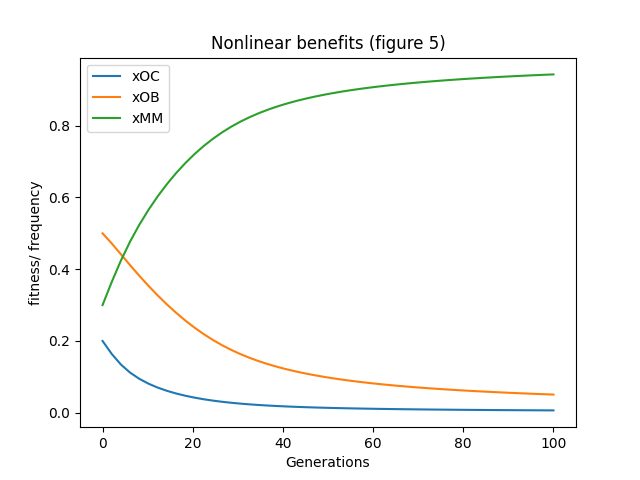 Nonlinear benefits (figure 5)
xOC
xOB
xMM
fitness/ frequency
0.8
0.6
0.4
0.2
0.0
0 20 40 60 80 100
Generations